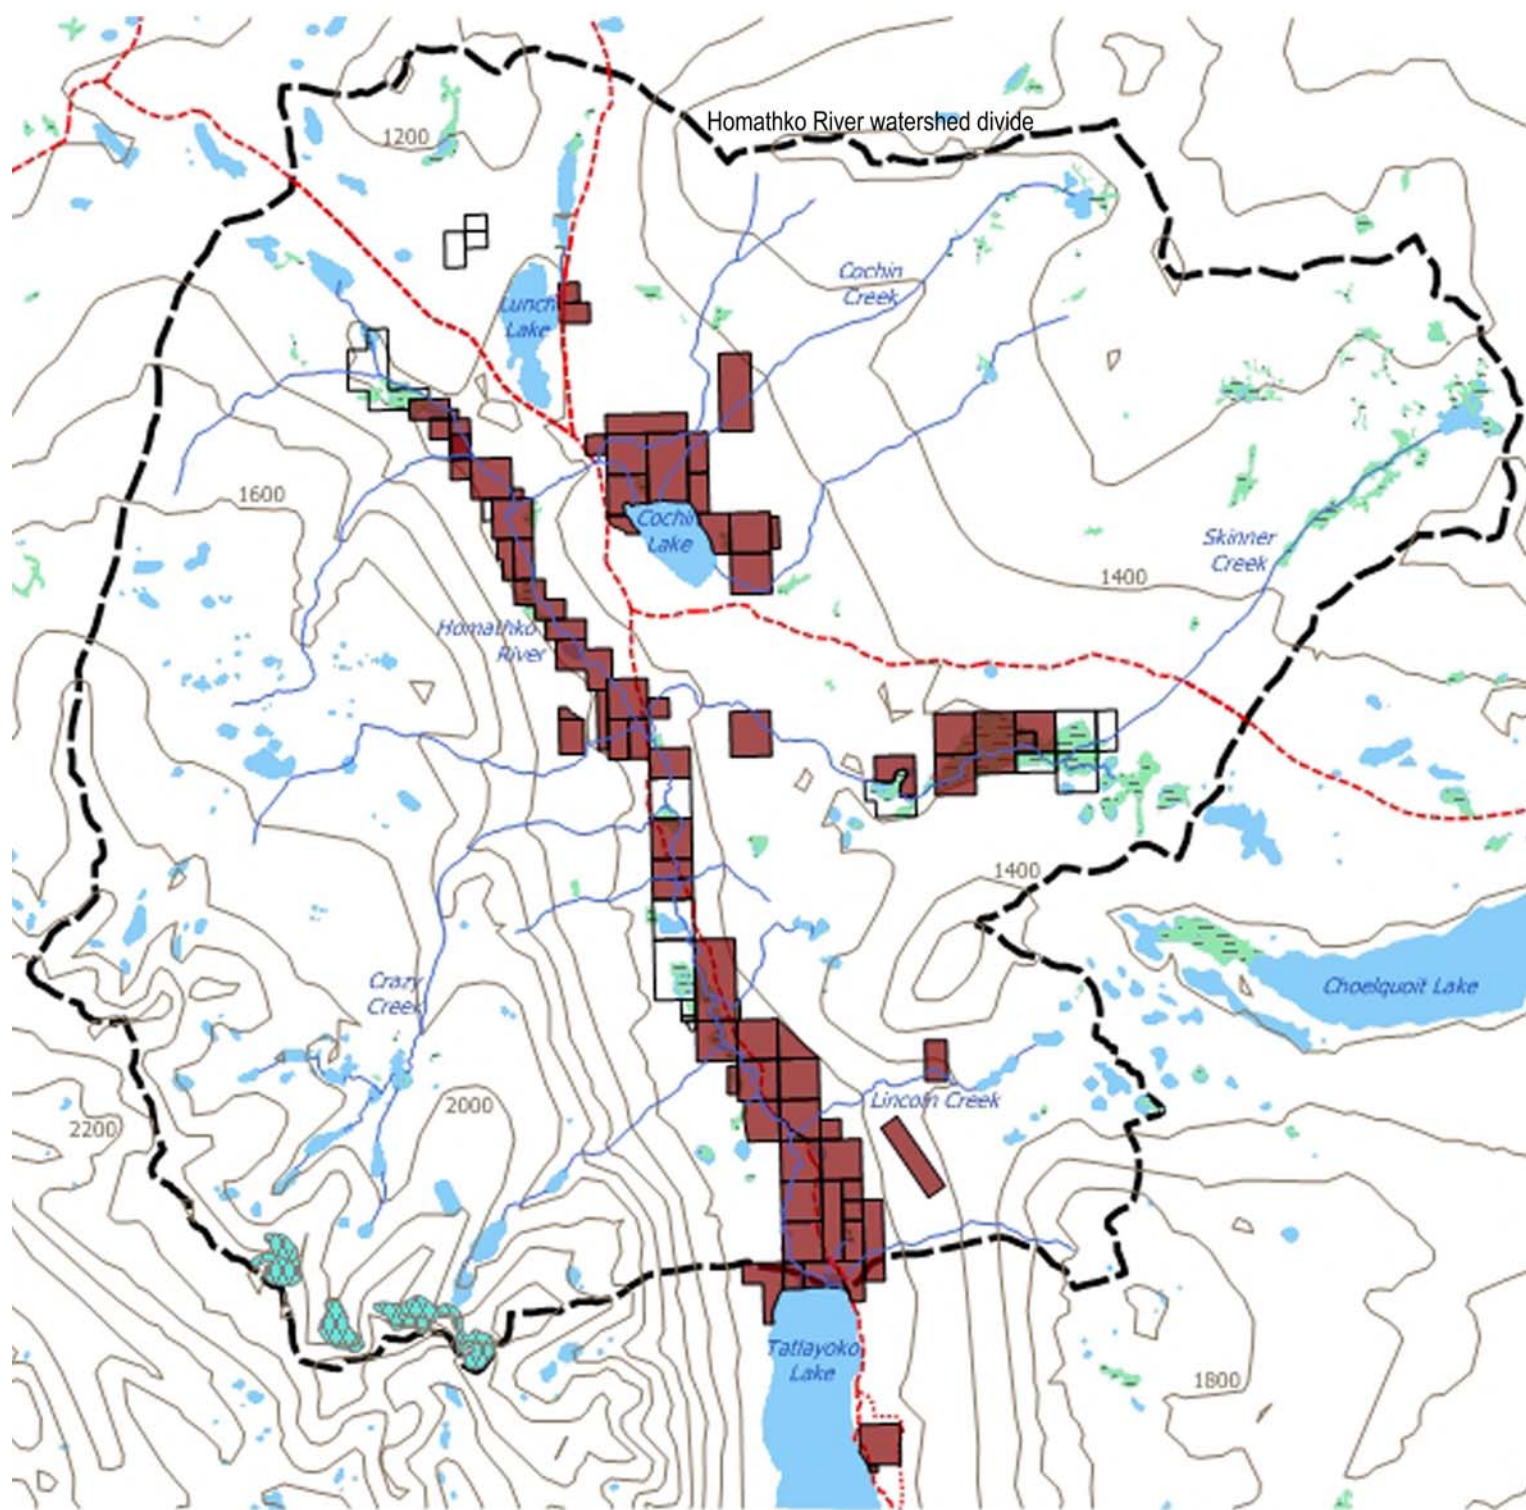 Homathko River watershed divide
1200
Cochin
Creek
Lunch
Lake
1600
Cochin
Lake
Skinner
Creek
1400
Homathko
River
1400
Choelquoit Lake
Crazy
Creek
2000
Lincoln Creek
2200
Tatlayoko
Lake
1800